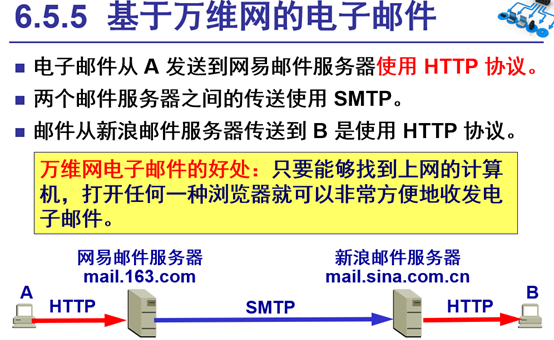 6.5.5 基于万维网的电子邮件
电子邮件从 A 发送到网易邮件服务器使用 HTTP 协议。
两个邮件服务器之间的传送使用 SMTP。
邮件从新浪邮件服务器传送到 B 是使用 HTTP 协议。
万维网电子邮件的好处：只要能够找到上网的计算
机，打开任何一种浏览器就可以非常方便地收发电
子邮件。
网易邮件服务器
mail.163.com
新浪邮件服务器
mail.sina.com.cn
A
HTTP
SMTP
HTTP
B